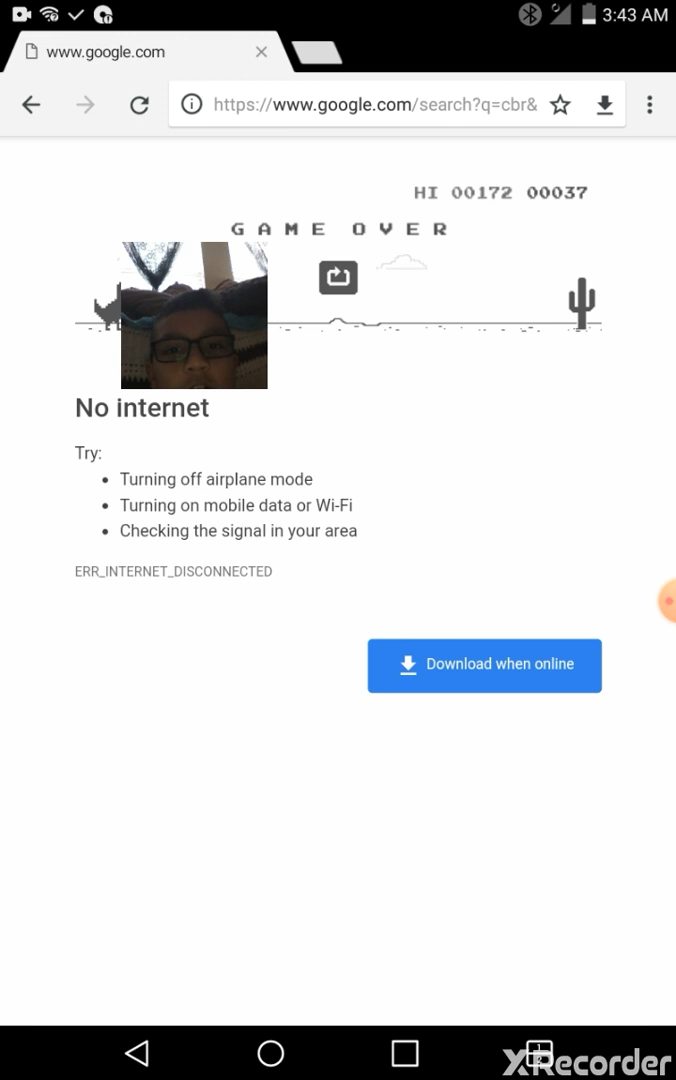 3:43 AM
www.google.com
https://www.google.com/search?q=cbr&
HI 00172 00037
GAME OVER
No internet
Try:
• Turning off airplane mode
• Turning on mobile data or Wi-Fi
• Checking the signal in your area
ERR_INTERNET_DISCONNECTED
Download when online
XRecorder